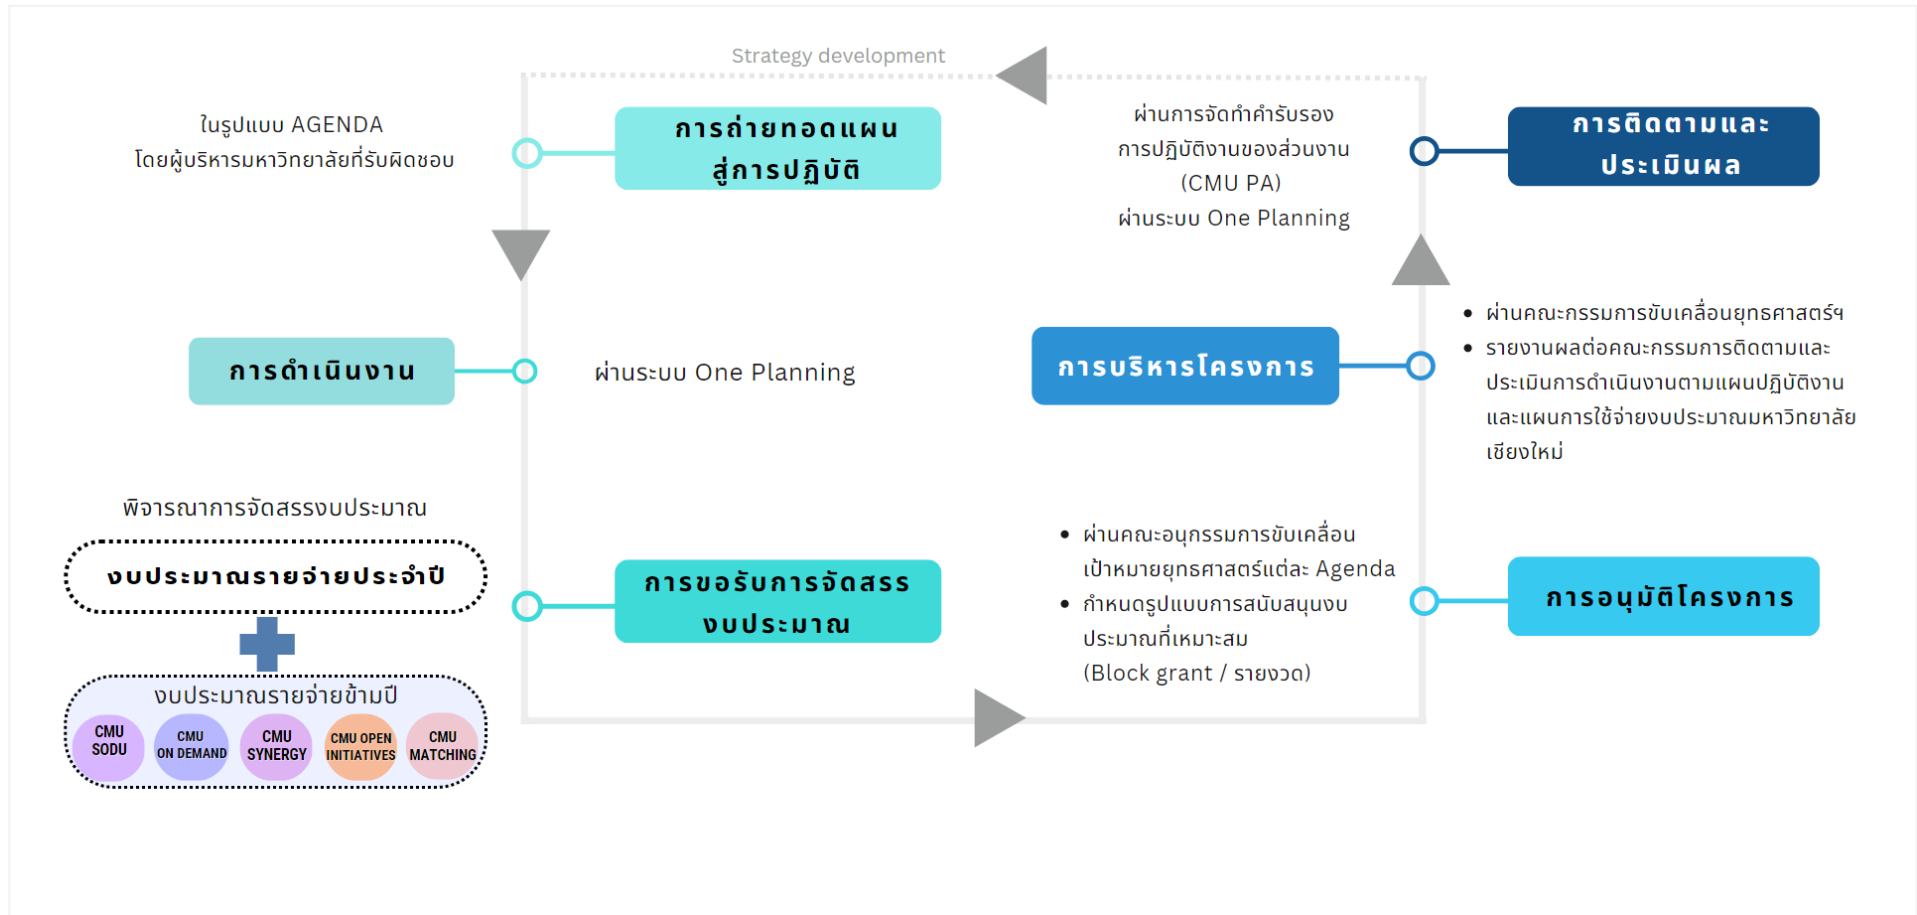 Strategy development
ในรูปแบบ AGENDA
โดยผู้บริหารมหาวิทยาลัยที่รับผิดชอบ
การถ่ายทอดแผน
สู่การปฏิบัติ
ผ่านการจัดทำคำรับรอง
การปฏิบัติงานของส่วนงาน
(CMU PA)
ผ่านระบบ One Planning
การติดตามและ
ประเมินผล
การดำเนินงาน
ผ่านระบบ One Planning
การบริหารโครงการ
• ผ่านคณะกรรมการขับเคลื่อนยุทธศาสตร์ฯ
• รายงานผลต่อคณะกรรมการติดตามและ
ประเมินการดำเนินงานตามแผนปฏิบัติงาน
และแผนการใช้จ่ายงบประมาณมหาวิทยาลัย
เชียงใหม่
พิจารณาการจัดสรรงบประมาณ
งบประมาณรายจ่ายประจำปี
งบประมาณรายจ่ายข้ามปี
CMU
SODU
CMU
ON DEMAND
CMU
SYNERGY
CMU OPEN
INITIATIVES
CMU
MATCHING
การขอรับการจัดสรร
งบประมาณ
• ผ่านคณะอนุกรรมการขับเคลื่อน
เป้าหมายยุทธศาสตร์แต่ละ Agenda
• กำหนดรูปแบบการสนับสนุนงบ
ประมาณที่เหมาะสม
(Block grant / รายงวด)
การอนุมัติโครงการ